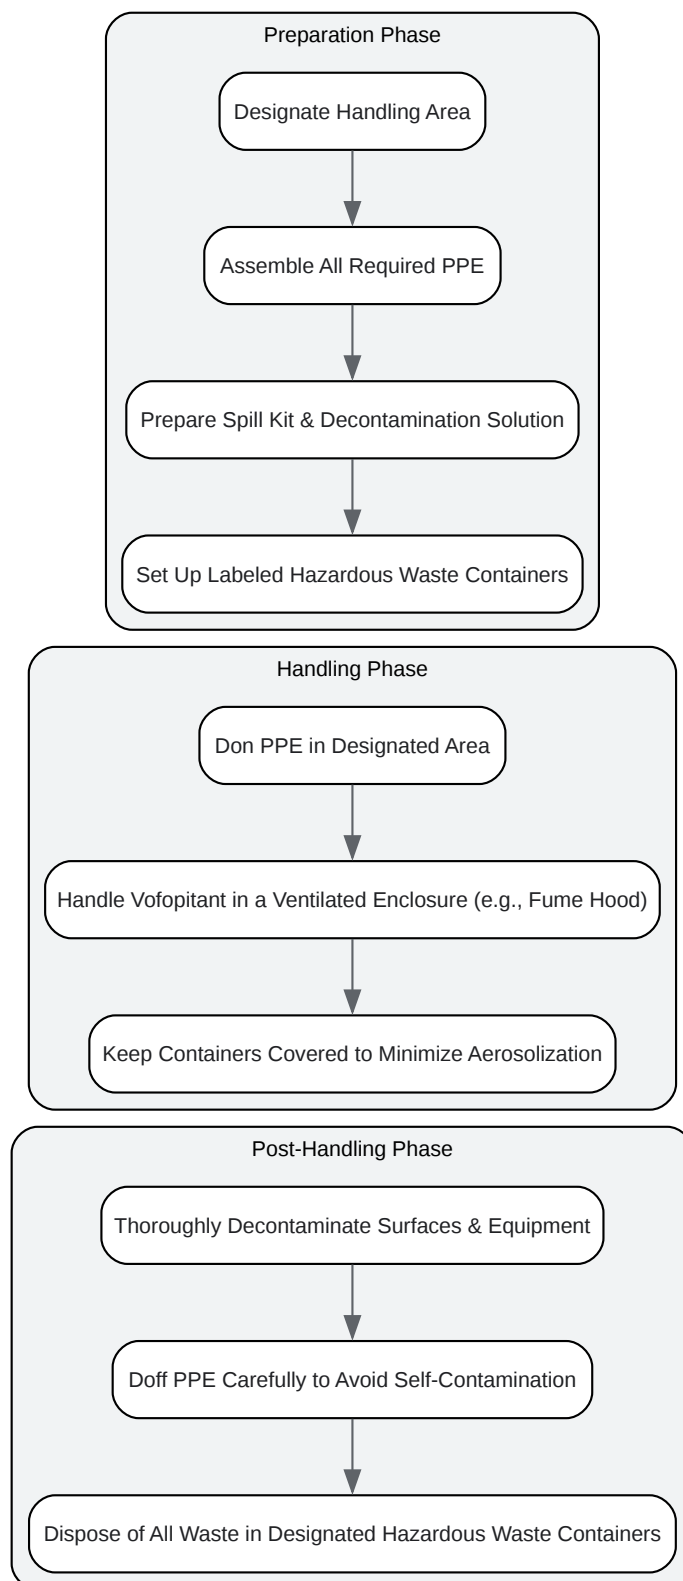 Preparation Phase
Designate Handling Area
Assemble All Required PPE
Prepare Spill Kit & Decontamination Solution
Set Up Labeled Hazardous Waste Containers
Handling Phase
Don PPE in Designated Area
Handle Vofopitant in a Ventilated Enclosure (e.g., Fume Hood)
Keep Containers Covered to Minimize Aerosolization
Post-Handling Phase
Thoroughly Decontaminate Surfaces & Equipment
Doff PPE Carefully to Avoid Self-Contamination
Dispose of All Waste in Designated Hazardous Waste Containers